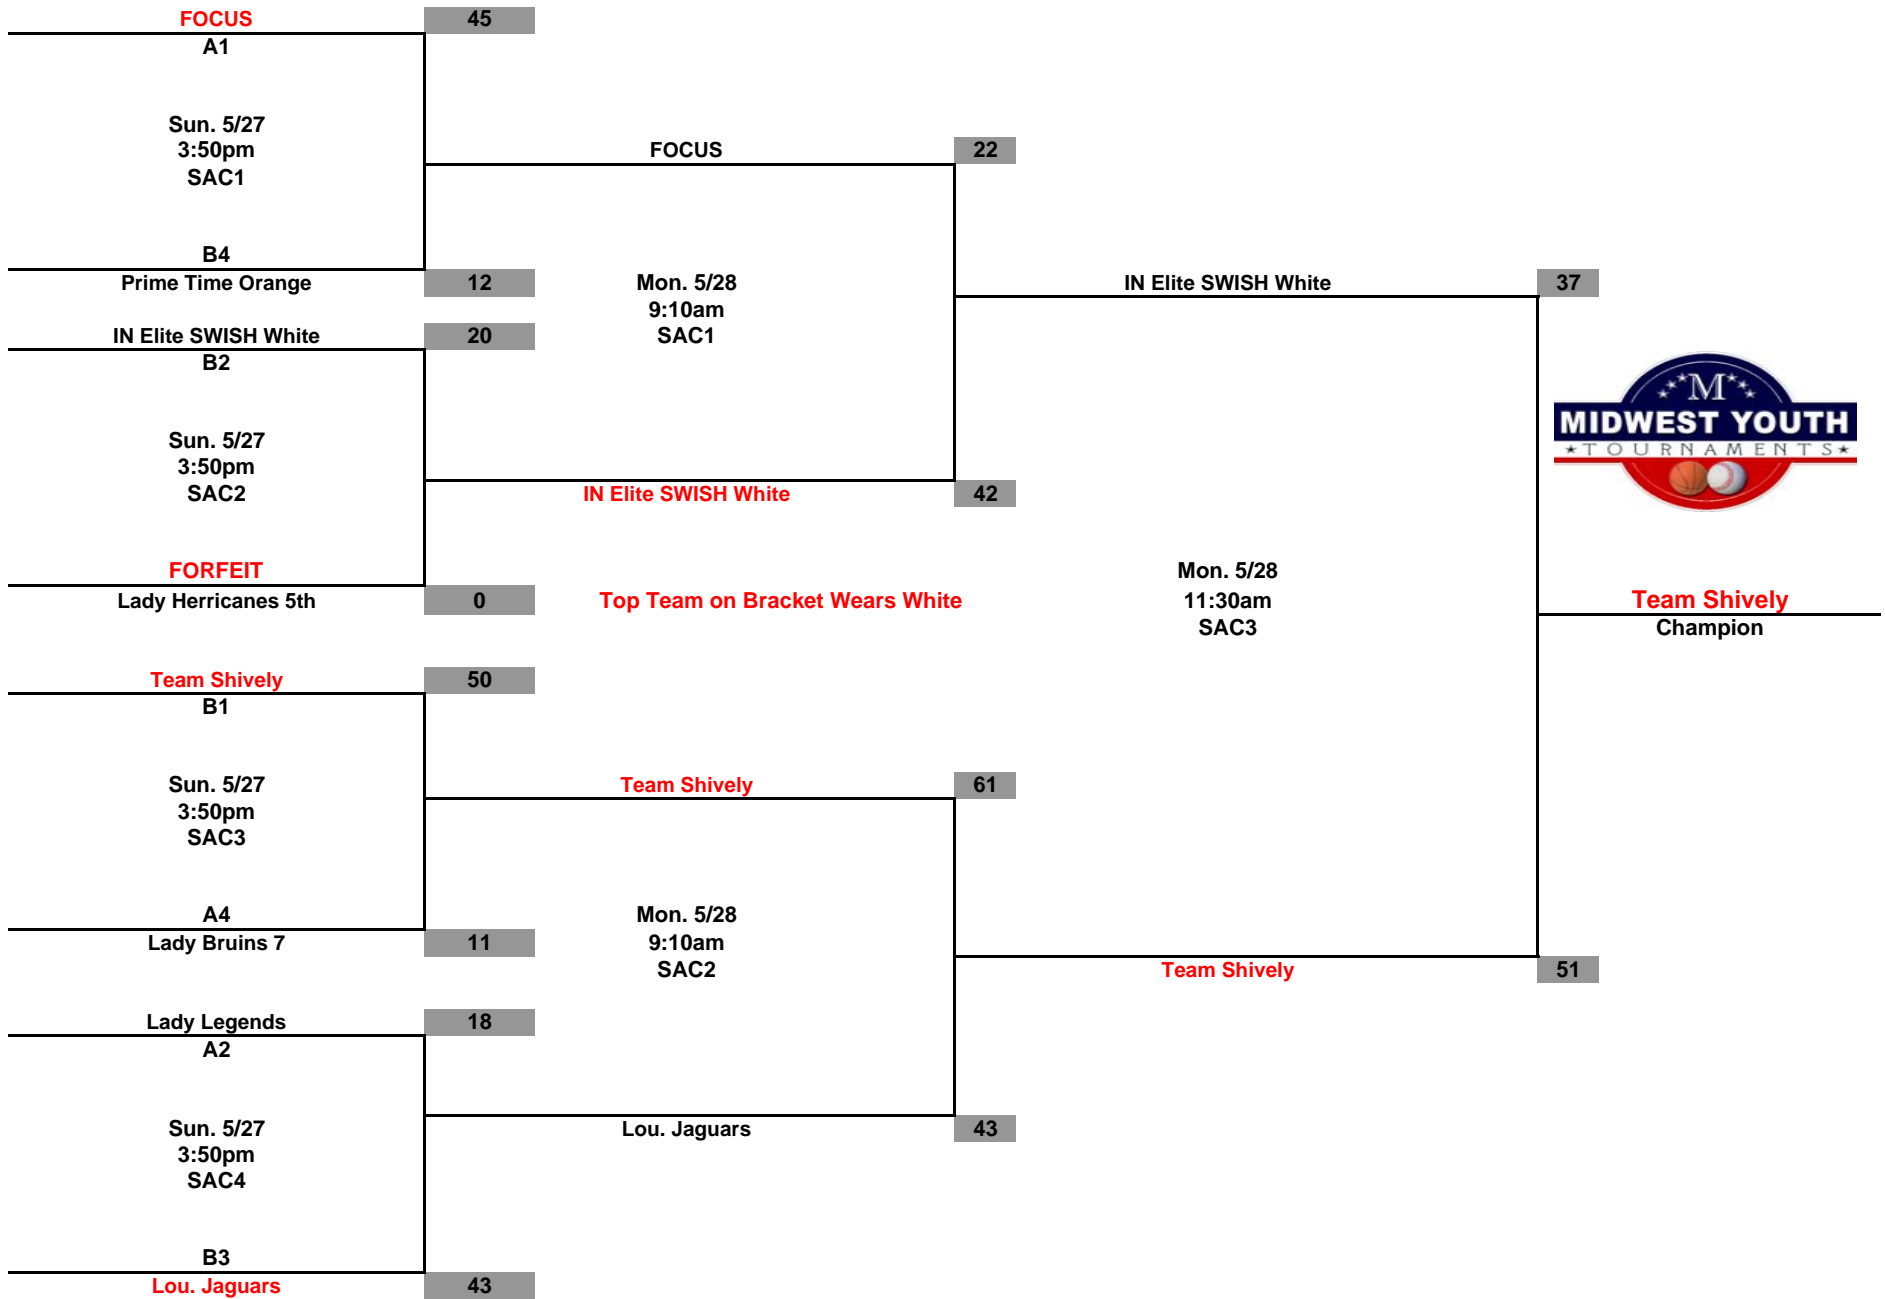 FOCUS 45
A1
Sun. 5/27
3:50pm
SAC1
FOCUS 22
B4
Prime Time Orange 12
Mon. 5/28
9:10am
SAC1
IN Elite SWISH White 37
IN Elite SWISH White 20
B2
Sun. 5/27
3:50pm
SAC2
IN Elite SWISH White 42
M
MIDWEST YOUTH
TOURNAMENTS
FORFEIT
Lady Herricanes 5th 0
Top Team on Bracket Wears White
Mon. 5/28
11:30am
SAC3
Team Shively
Champion
Team Shively 50
B1
Sun. 5/27
3:50pm
SAC3
Team Shively 61
A4
Lady Bruins 7 11
Mon. 5/28
9:10am
SAC2
Team Shively 51
Lady Legends 18
A2
Sun. 5/27
3:50pm
SAC4
Lou. Jaguars 43
B3
Lou. Jaguars 43